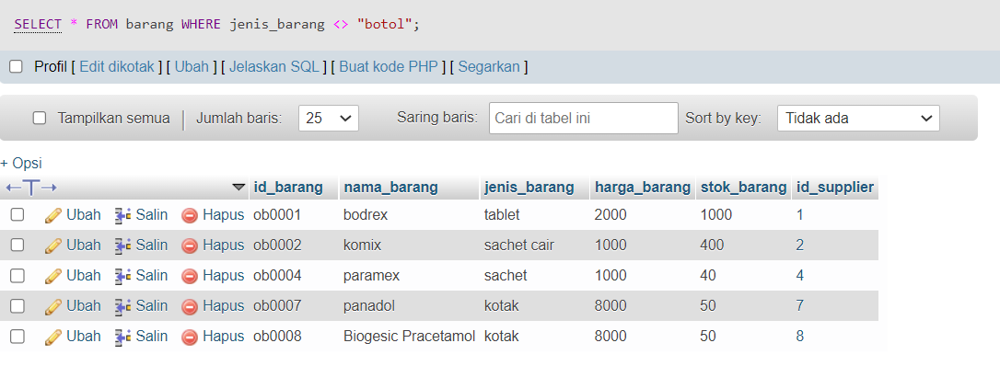 SELECT * FROM barang WHERE jenis_barang <> "botol";
Profil [ Edit dikotak ] [ Ubah ] [ Jelaskan SQL ] [ Buat kode PHP ] [ Segarkan ]
Tampilkan semua | Jumlah baris: 25 Saring baris: Cari di tabel ini Sort by key: Tidak ada
+ Opsi
←T→ id_barang nama_barang jenis_barang harga_barang stok_barang id_supplier
Ubah Salin Hapus ob0001 bodrex tablet 2000 1000 1
Ubah Salin Hapus ob0002 komix sachet cair 1000 400 2
Ubah Salin Hapus ob0004 paramex sachet 1000 40 4
Ubah Salin Hapus ob0007 panadol kotak 8000 50 7
Ubah Salin Hapus ob0008 Biogesic Pracetamol kotak 8000 50 8